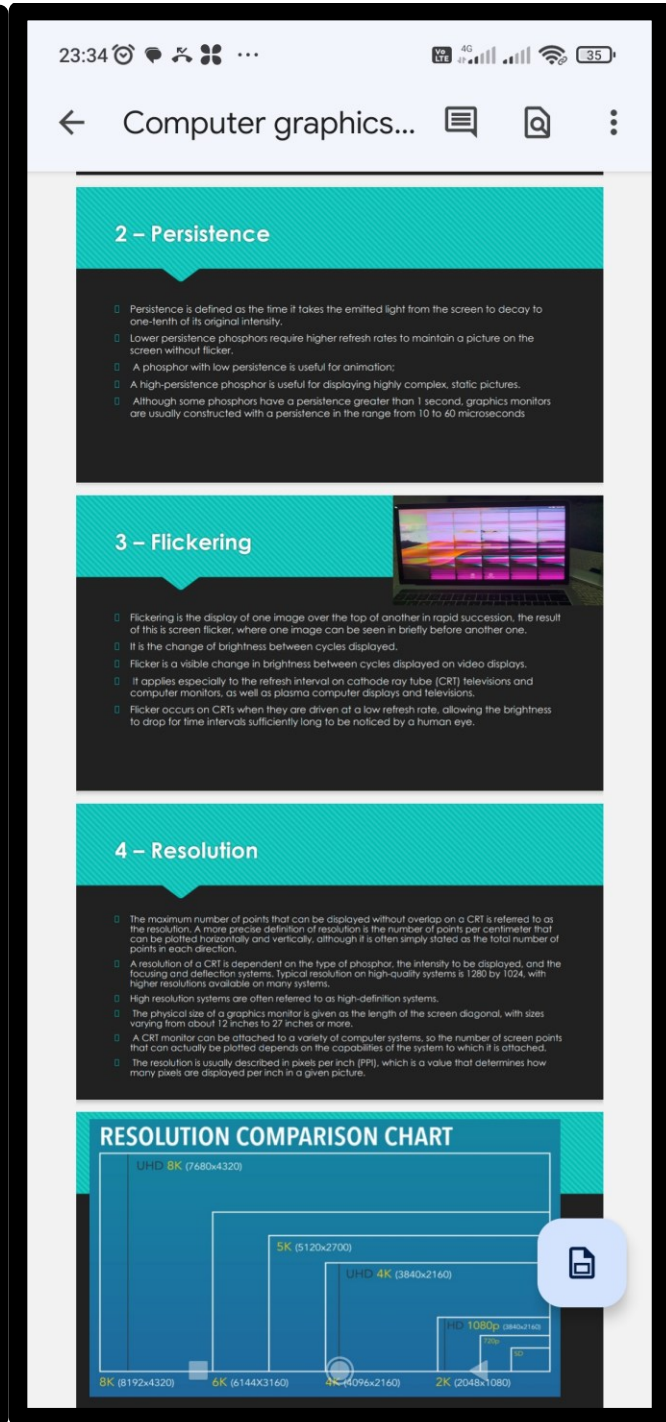 23:34
Vo LTE 4G 35
Computer graphics...
2 – Persistence
Persistence is defined as the time it takes the emitted light from the screen to decay to
one-tenth of its original intensity.
Lower persistence phosphors require higher refresh rates to maintain a picture on the
screen without flicker.
A phosphor with low persistence is useful for animation;
A high-persistence phosphor is useful for displaying highly complex, static pictures.
Although some phosphors have a persistence greater than 1 second, graphics monitors
are usually constructed with a persistence in the range from 10 to 60 microseconds
3 – Flickering
Flickering is the display of one image over the top of another in rapid succession, the result
of this is screen flicker, where one image can be seen in briefly before another one.
It is the change of brightness between cycles displayed.
Flicker is a visible change in brightness between cycles displayed on video displays.
It applies especially to the refresh interval on cathode ray tube (CRT) televisions and
computer monitors, as well as plasma computer displays and televisions.
Flicker occurs on CRTs when they are driven at a low refresh rate, allowing the brightness
to drop for time intervals sufficiently long to be noticed by a human eye.
4 – Resolution
The maximum number of points that can be displayed without overlap on a CRT is referred to as
the resolution. A more precise definition of resolution is the number of points per centimeter that
can be plotted horizontally and vertically, although it is often simply stated as the total number of
points in each direction.
A resolution of a CRT is dependent on the type of phosphor, the intensity to be displayed, and the
focusing and deflection systems. Typical resolution on high-quality systems is 1280 by 1024, with
higher resolutions available on many systems.
High resolution systems are often referred to as high-definition systems.
The physical size of a graphics monitor is given as the length of the screen diagonal, with sizes
varying from about 12 inches to 27 inches or more.
A CRT monitor can be attached to a variety of computer systems, so the number of screen points
that can actually be plotted depends on the capabilities of the system to which it is attached.
The resolution is usually described in pixels per inch (PPI), which is a value that determines how
many pixels are displayed per inch in a given picture.
RESOLUTION COMPARISON CHART
UHD 8K (7680x4320)
5K (5120x2700)
UHD 4K (3840x2160)
HD 1080p (3840x2160)
720p
SD
8K (8192x4320) 6K (6144X3160) 4K (4096x2160) 2K (2048x1080)